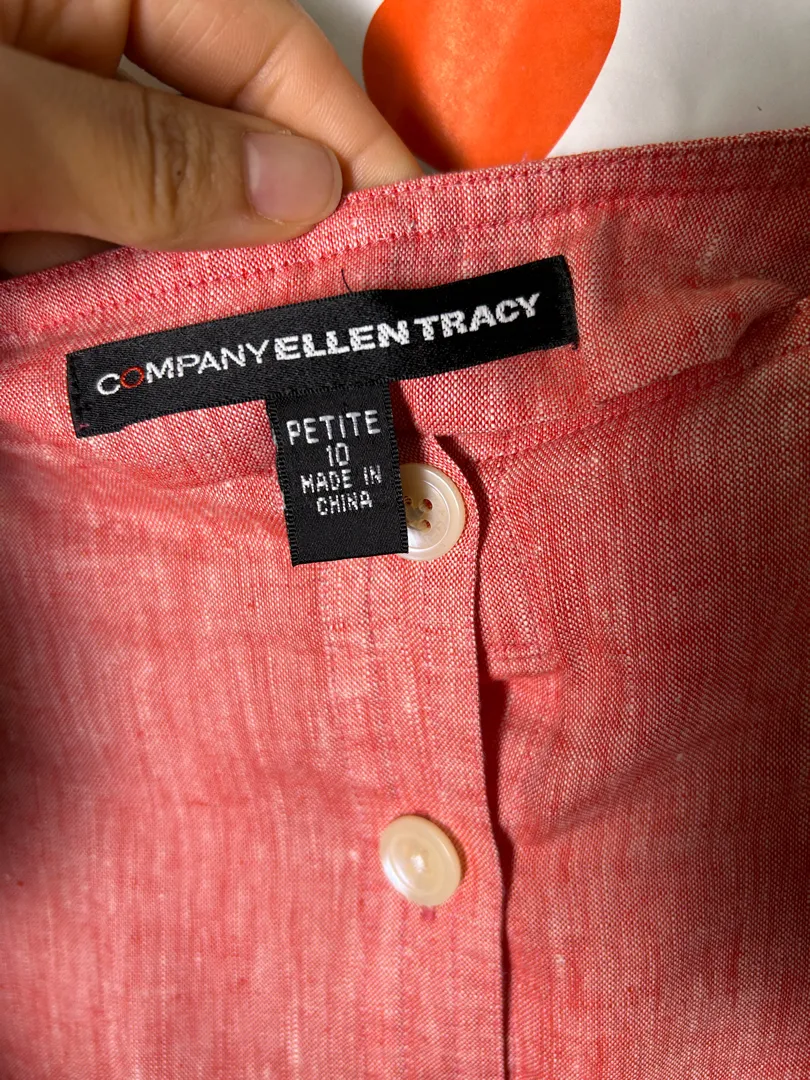 COMPANY ELLEN TRACY
PETITE
10
MADE IN
CHINA